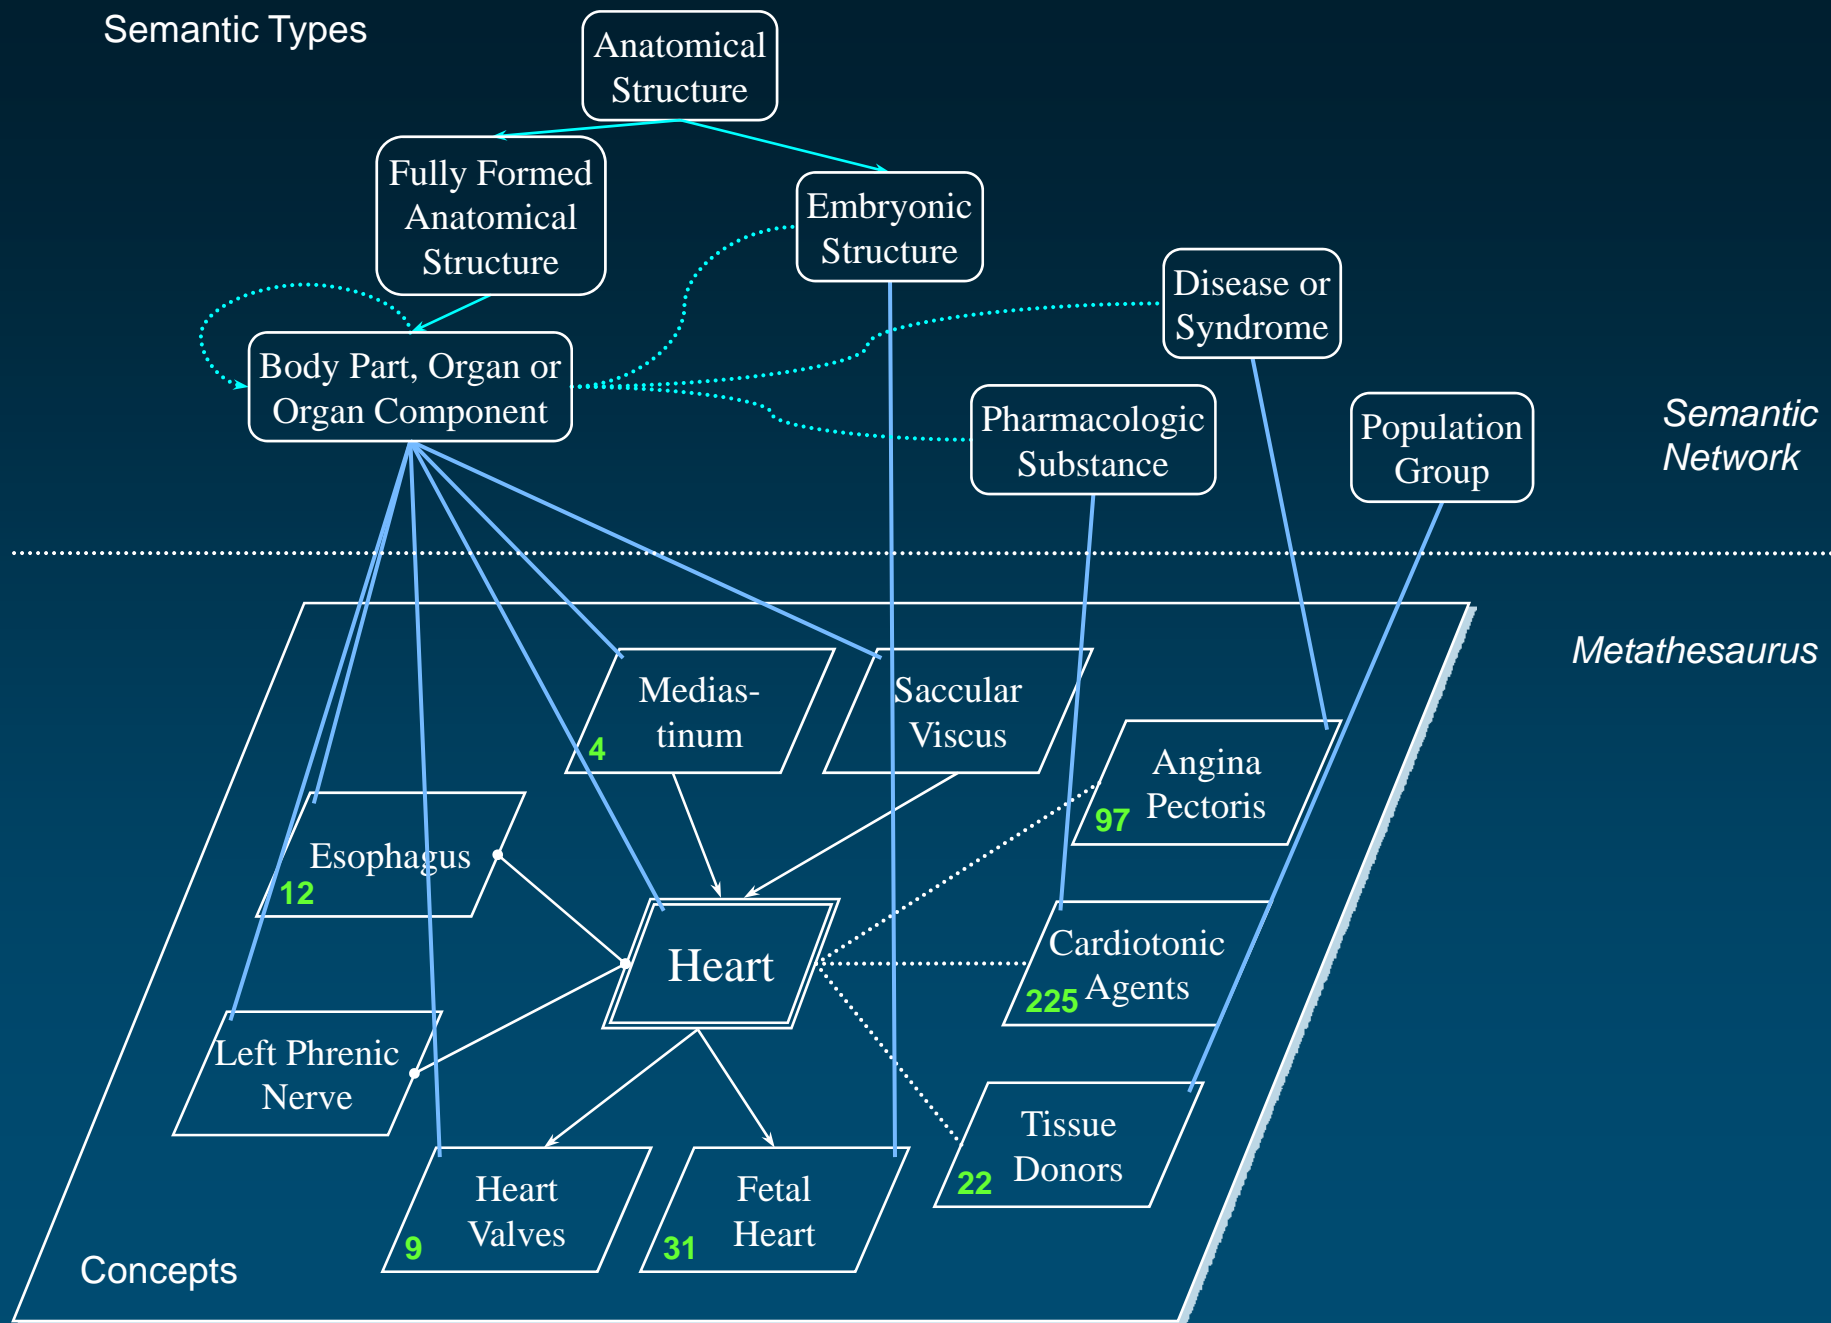 Semantic Types
Anatomical
Structure
Fully Formed
Anatomical
Structure
Embryonic
Structure
Disease or
Syndrome
Body Part, Organ or
Organ Component
Pharmacologic
Substance
Population
Group
Semantic
Network
Metathesaurus
Medias-
tinum
4
Saccular
Viscus
Angina
Pectoris
97
Esophagus
12
Heart
Cardiotonic
Agents
225
Left Phrenic
Nerve
Tissue
Donors
22
Heart
Valves
9
Fetal
Heart
31
Concepts